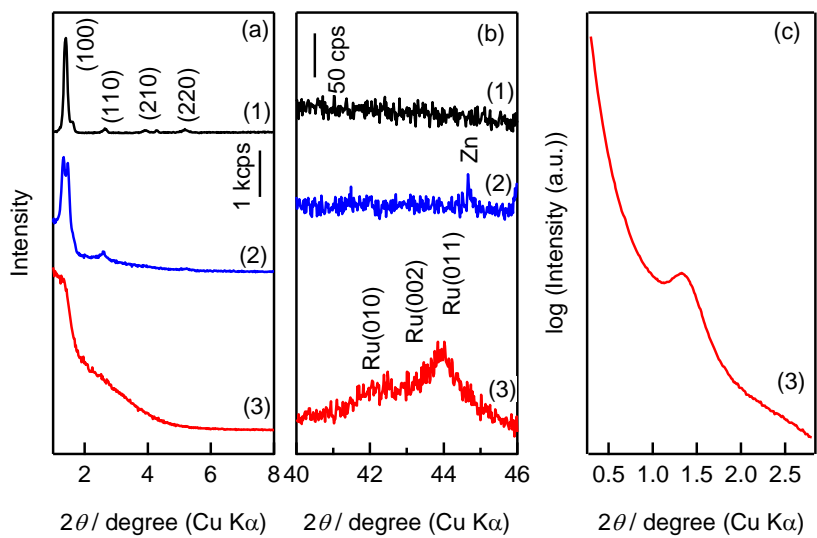 (a)
(100)
(110)
(210)
(220)
(1)
1 kcps
(2)
(3)
Intensity
2 4 6 8
2θ / degree (Cu Kα)
(b)
50 cps
(1)
Zn
(2)
Ru(010)
Ru(002)
Ru(011)
(3)
40 42 44 46
2θ / degree (Cu Kα)
(c)
log (Intensity (a.u.))
(3)
0.5 1.0 1.5 2.0 2.5
2θ / degree (Cu Kα)